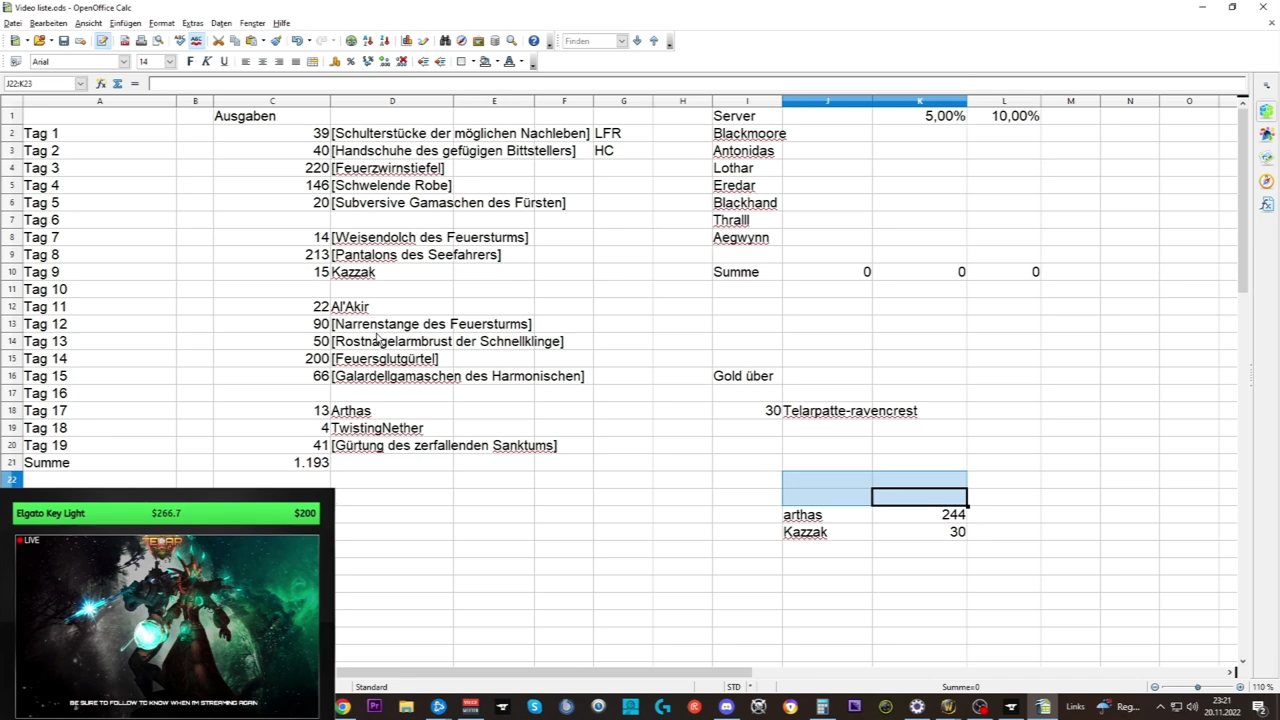 Video liste.ods - OpenOffice Calc
Datei Bearbeiten Ansicht Einfügen Format Extras Daten Fenster Hilfe
Finden
Arial 14
J22:K23
A B C D E F G H I J K L M N O
1 Ausgaben Server 5,00% 10,00%
2 Tag 1 39 [Schulterstücke der möglichen Nachleben] LFR Blackmoore
3 Tag 2 40 [Handschuhe des gefügigen Bittstellers] HC Antonidas
4 Tag 3 220 [Feuerzwirnstiefel] Lothar
5 Tag 4 146 [Schwelende Robe] Eredar
6 Tag 5 20 [Subversive Gamaschen des Fürsten] Blackhand
7 Tag 6 Thralll
8 Tag 7 14 [Weisendolch des Feuersturms] Aegwynn
9 Tag 8 213 [Pantalons des Seefahrers]
10 Tag 9 15 Kazzak Summe 0 0 0
11 Tag 10
12 Tag 11 22 Al'Akir
13 Tag 12 90 [Narrenstange des Feuersturms]
14 Tag 13 50 [Rostnagelarmbrust der Schnellklinge]
15 Tag 14 200 [Feuersglutgürtel]
16 Tag 15 66 [Galardellgamaschen des Harmonischen] Gold über
17 Tag 16
18 Tag 17 13 Arthas 30 Telarpatte-ravencrest
19 Tag 18 4 TwistingNether
20 Tag 19 41 [Gürtung des zerfallenden Sanktums]
21 Summe 1.193
22
arthas 244
Kazzak 30
Elgato Key Light $266.7 $200
LIVE
BE SURE TO FOLLOW TO KNOW WHEN I'M STREAMING AGAIN
Standard STD Summe=0 110 %
Links Reg... 23:21
20.11.2022